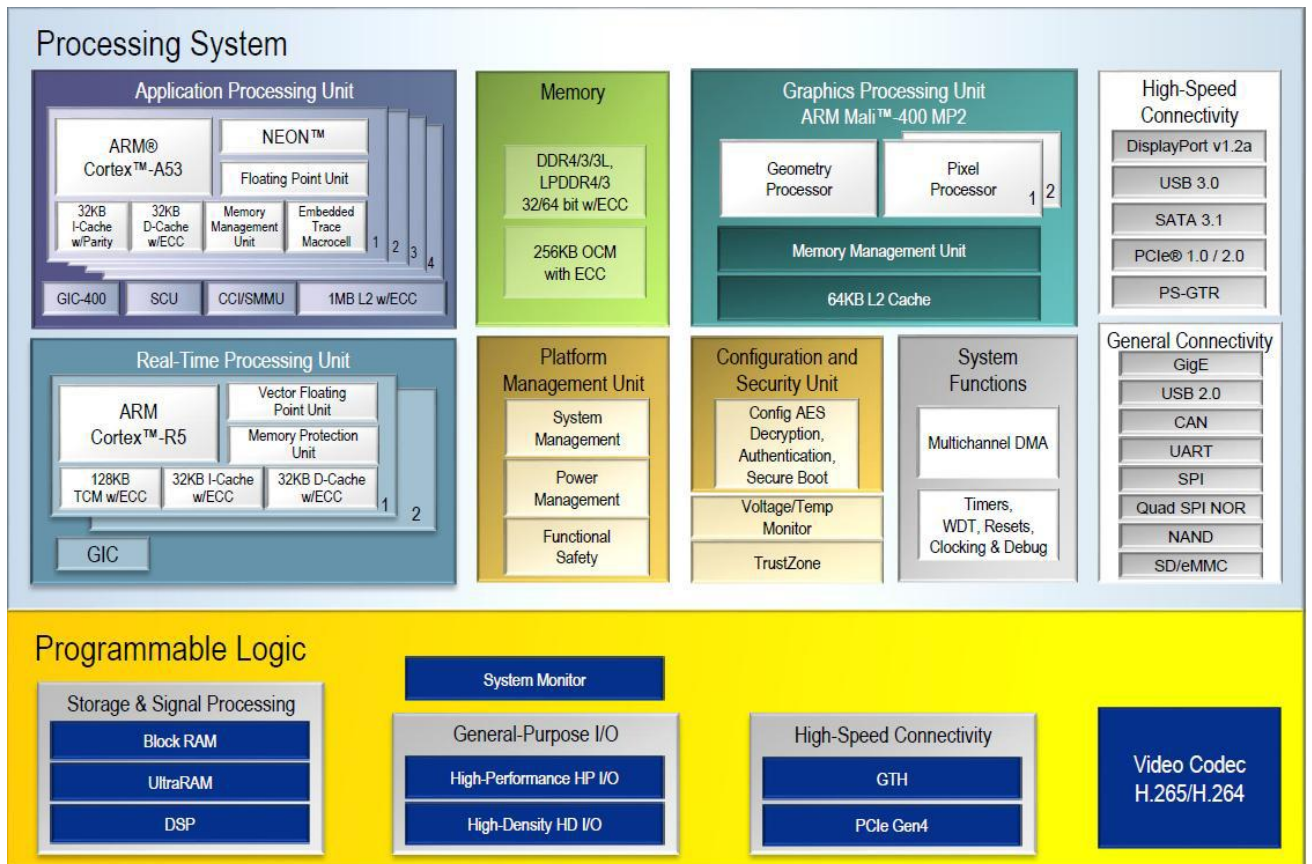 Processing System
Application Processing Unit
ARM®
Cortex™-A53
NEON™
Floating Point Unit
32KB
I-Cache
w/Parity
32KB
D-Cache
w/ECC
Memory
Management
Unit
Embedded
Trace
Macrocell
1
2
3
4
GIC-400
SCU
CCI/SMMU
1MB L2 w/ECC
Memory
DDR4/3/3L,
LPDDR4/3
32/64 bit w/ECC
256KB OCM
with ECC
Graphics Processing Unit
ARM Mali™-400 MP2
Geometry
Processor
Pixel
Processor
1
2
Memory Management Unit
64KB L2 Cache
High-Speed
Connectivity
DisplayPort v1.2a
USB 3.0
SATA 3.1
PCIe® 1.0 / 2.0
PS-GTR
Real-Time Processing Unit
ARM
Cortex™-R5
Vector Floating
Point Unit
Memory Protection
Unit
128KB
TCM w/ECC
32KB I-Cache
w/ECC
32KB D-Cache
w/ECC
1
2
GIC
Platform
Management Unit
System
Management
Power
Management
Functional
Safety
Configuration and
Security Unit
Config AES
Decryption,
Authentication,
Secure Boot
Voltage/Temp
Monitor
TrustZone
System
Functions
Multichannel DMA
Timers,
WDT, Resets,
Clocking & Debug
General Connectivity
GigE
USB 2.0
CAN
UART
SPI
Quad SPI NOR
NAND
SD/eMMC
Programmable Logic
Storage & Signal Processing
Block RAM
UltraRAM
DSP
System Monitor
General-Purpose I/O
High-Performance HP I/O
High-Density HD I/O
High-Speed Connectivity
GTH
PCIe Gen4
Video Codec
H.265/H.264